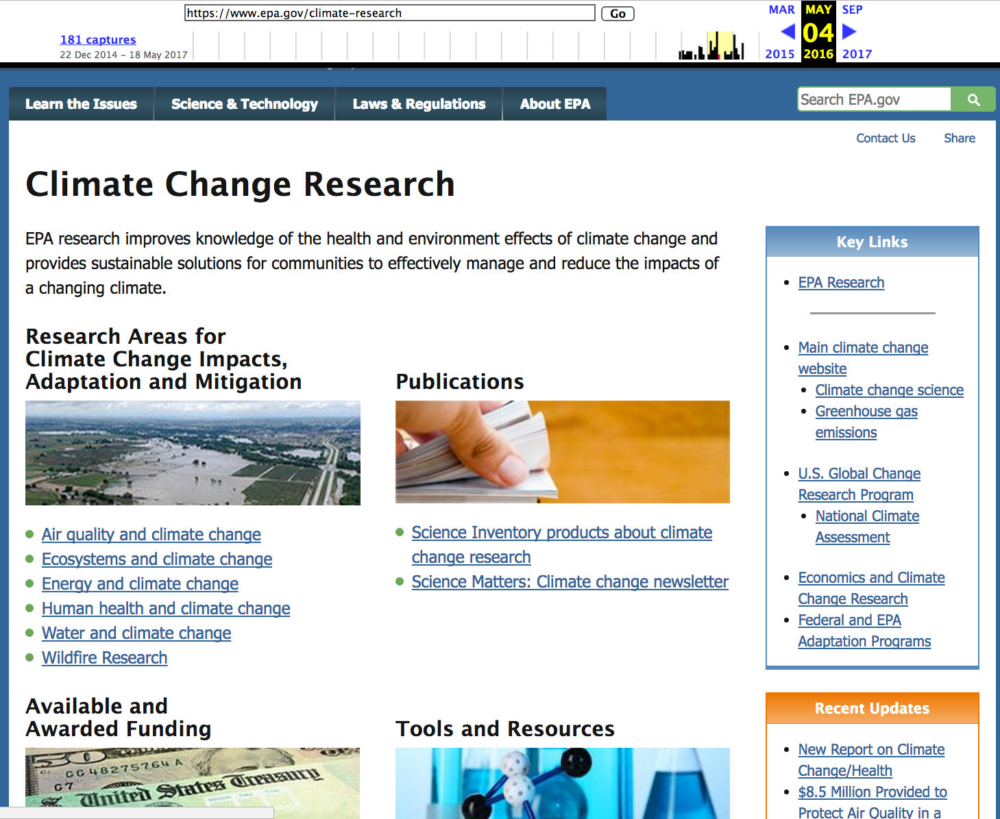 https://www.epa.gov/climate-research
Go
MAR MAY SEP
181 captures
04
22 Dec 2014 – 18 May 2017
2015 2016 2017
Learn the Issues
Science & Technology
Laws & Regulations
About EPA
Search EPA.gov
Contact Us
Share
Climate Change Research
EPA research improves knowledge of the health and environment effects of climate change and
provides sustainable solutions for communities to effectively manage and reduce the impacts of
a changing climate.
Research Areas for
Climate Change Impacts,
Adaptation and Mitigation
Air quality and climate change
Ecosystems and climate change
Energy and climate change
Human health and climate change
Water and climate change
Wildfire Research
Publications
Science Inventory products about climate
change research
Science Matters: Climate change newsletter
Available and
Awarded Funding
50
CG48275764A
G7
United States Treasury
Month Day Year
Tools and Resources
Key Links
EPA Research
Main climate change
website
Climate change science
Greenhouse gas
emissions
U.S. Global Change
Research Program
National Climate
Assessment
Economics and Climate
Change Research
Federal and EPA
Adaptation Programs
Recent Updates
New Report on Climate
Change/Health
$8.5 Million Provided to
Protect Air Quality in a